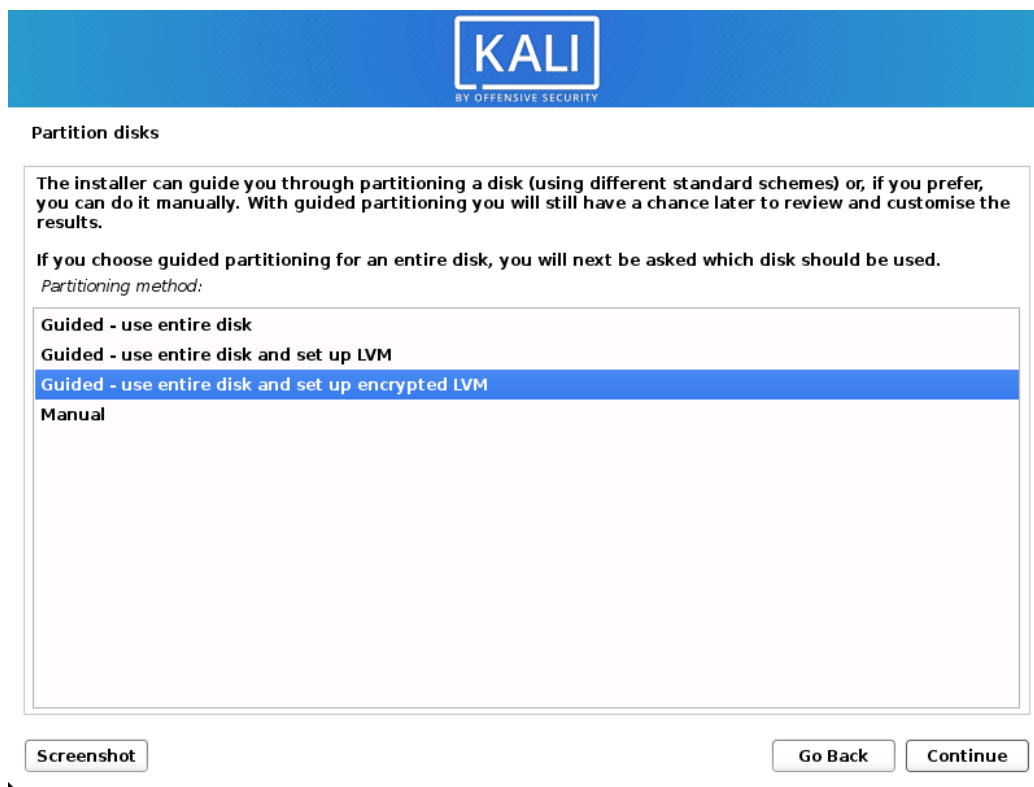 KALI
BY OFFENSIVE SECURITY
Partition disks
The installer can guide you through partitioning a disk (using different standard schemes) or, if you prefer,
you can do it manually. With guided partitioning you will still have a chance later to review and customise the
results.
If you choose guided partitioning for an entire disk, you will next be asked which disk should be used.
Partitioning method:
Guided - use entire disk
Guided - use entire disk and set up LVM
Guided - use entire disk and set up encrypted LVM
Manual
Screenshot
Go Back
Continue